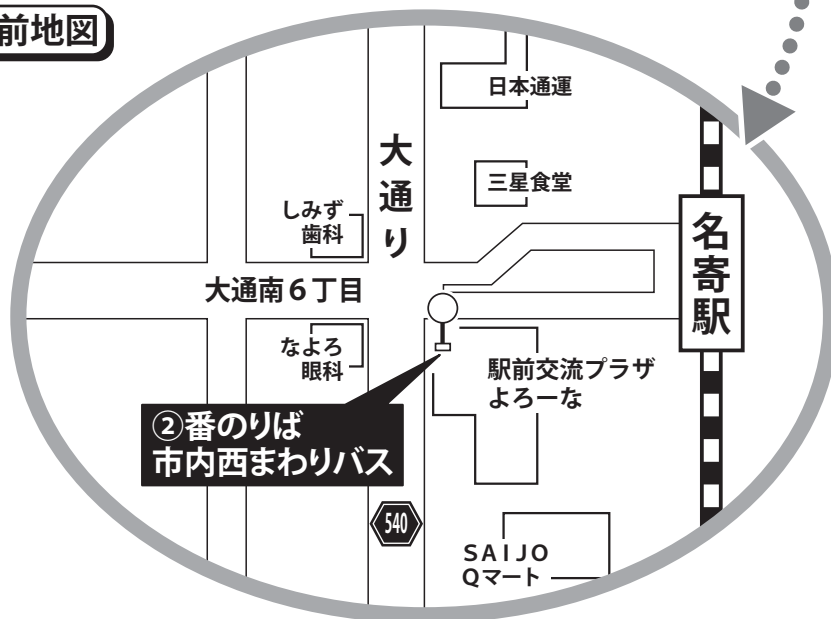 前地図
日本通運
大通り
三星食堂
しみず
歯科
名寄駅
大通南6丁目
なよろ
眼科
駅前交流プラザ
よろーな
②番のりば
市内西まわりバス
540
SAIJO
Qマート